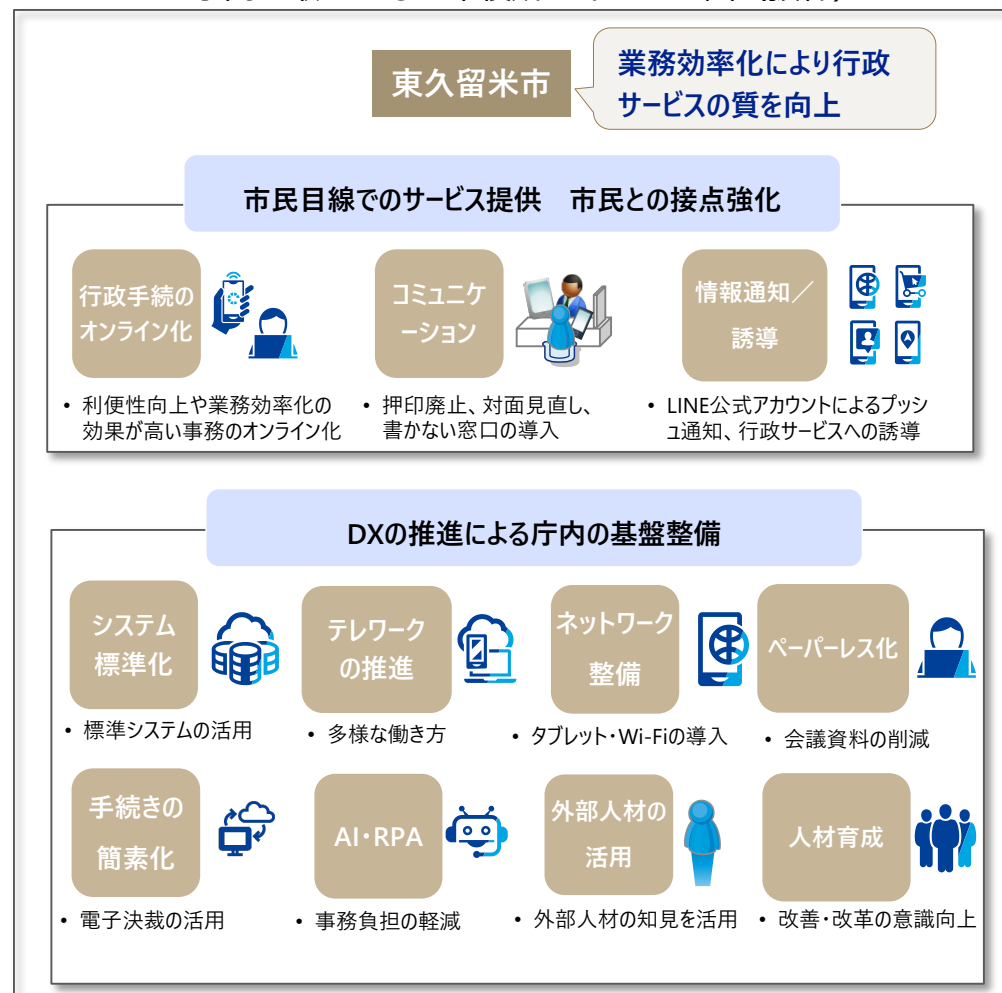 東久留米市
業務効率化により行政
サービスの質を向上
市民目線でのサービス提供　市民との接点強化
行政手続の
オンライン化
コミュニケ
ーション
情報通知／
誘導
• 利便性向上や業務効率化の
効果が高い事務のオンライン化
• 押印廃止、対面見直し、
書かない窓口の導入
• LINE公式アカウントによるプッシ
ュ通知、行政サービスへの誘導
DXの推進による庁内の基盤整備
システム
標準化
テレワーク
の推進
ネットワーク
整備
ペーパーレス化
• 標準システムの活用
• 多様な働き方
• タブレット・Wi-Fiの導入
• 会議資料の削減
手続きの
簡素化
AI・RPA
外部人材の
活用
人材育成
• 電子決裁の活用
• 事務負担の軽減
• 外部人材の知見を活用
• 改善・改革の意識向上